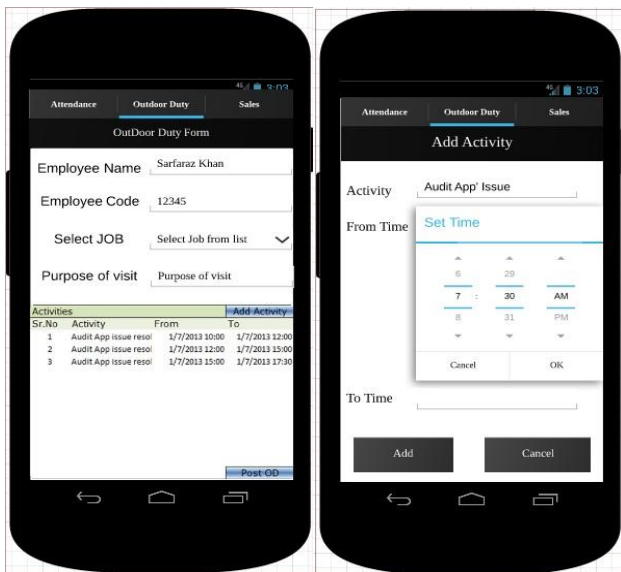 4G 3:03
Attendance Outdoor Duty Sales
OutDoor Duty Form
Employee Name Sarfaraz Khan
Employee Code 12345
Select JOB Select Job from list
Purpose of visit Purpose of visit
Activities Add Activity
Sr.No Activity From To
1 Audit App issue resol 1/7/2013 10:00 1/7/2013 12:00
2 Audit App issue resol 1/7/2013 12:00 1/7/2013 15:00
3 Audit App issue resol 1/7/2013 15:00 1/7/2013 17:30
Post OD
4G 3:03
Attendance Outdoor Duty Sales
Add Activity
Activity Audit App' Issue
From Time
Set Time
6 29
7 : 30 AM
8 31 PM
Cancel OK
To Time
Add Cancel